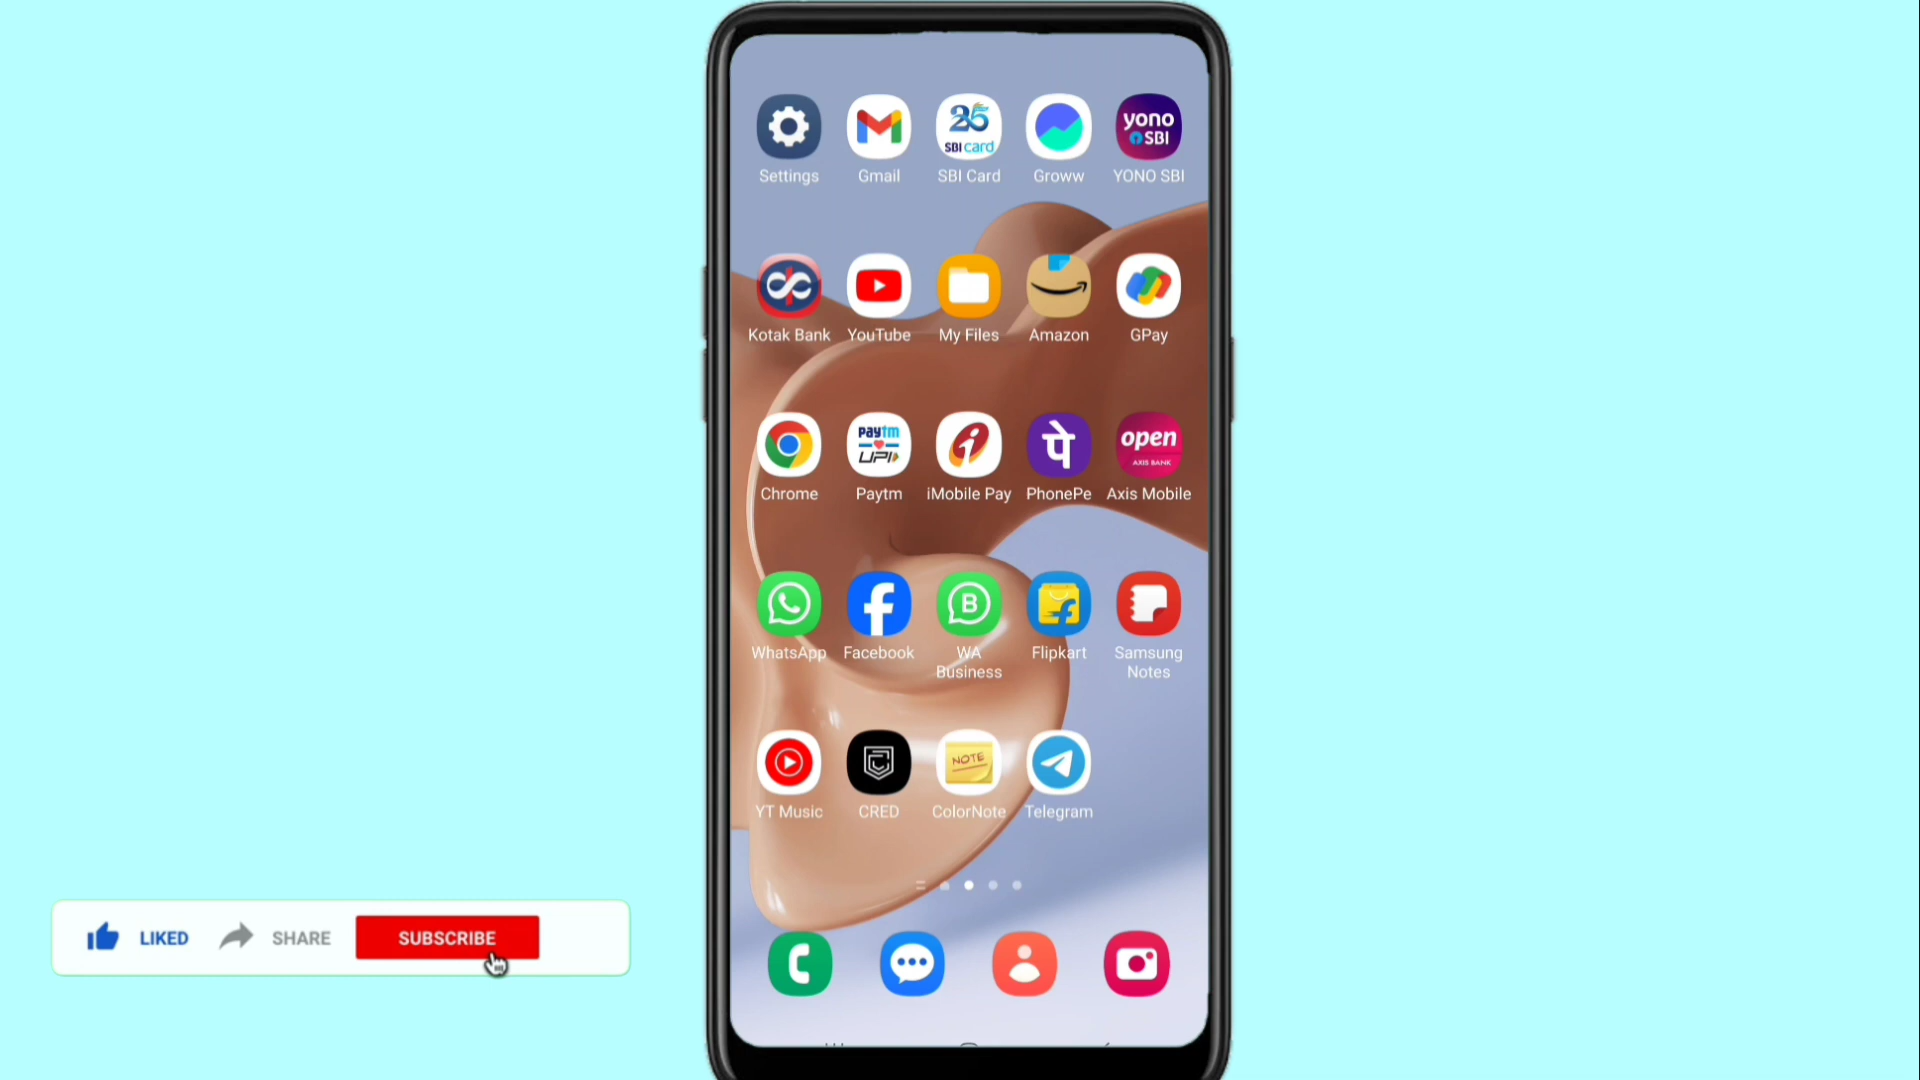 25
SBI card
yono
SBI
Settings
Gmail
SBI Card
Groww
YONO SBI
Kotak Bank
YouTube
My Files
Amazon
GPay
paytm
UPI
पे
open
AXIS BANK
Chrome
Paytm
iMobile Pay
PhonePe
Axis Mobile
B
WhatsApp
Facebook
WA
Business
Flipkart
Samsung
Notes
NOTE
YT Music
CRED
ColorNote
Telegram
LIKED
SHARE
SUBSCRIBE